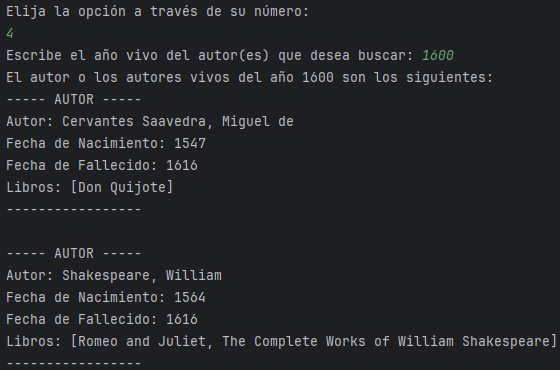 Elija la opción a través de su número:
4
Escribe el año vivo del autor(es) que desea buscar: 1600
El autor o los autores vivos del año 1600 son los siguientes:
----- AUTOR -----
Autor: Cervantes Saavedra, Miguel de
Fecha de Nacimiento: 1547
Fecha de Fallecido: 1616
Libros: [Don Quijote]
-----------------
----- AUTOR -----
Autor: Shakespeare, William
Fecha de Nacimiento: 1564
Fecha de Fallecido: 1616
Libros: [Romeo and Juliet, The Complete Works of William Shakespeare]
-----------------